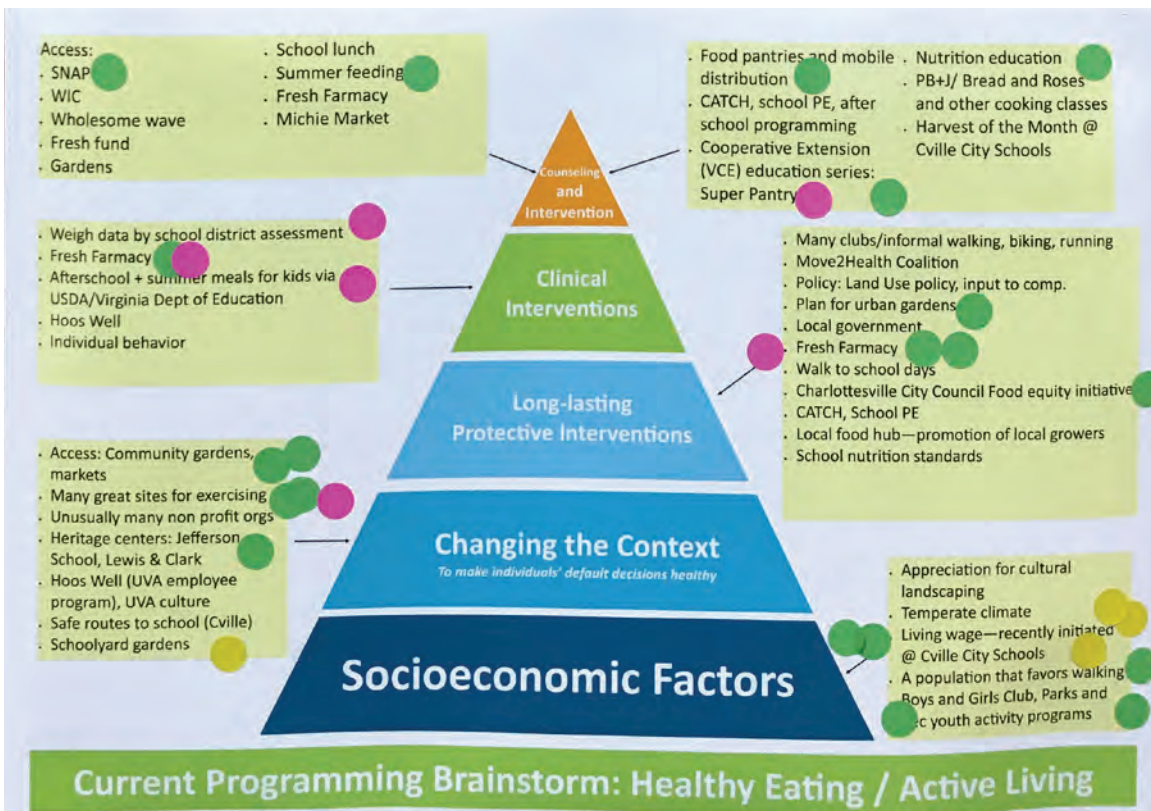 Access:
. SNAP
. WIC
. Wholesome wave
. Fresh fund
. Gardens
. School lunch
. Summer feeding
. Fresh Farmacy
. Michie Market
. Food pantries and mobile
distribution
. CATCH, school PE, after
school programming
. Cooperative Extension
(VCE) education series:
Super Pantry
. Nutrition education
. PB+J/ Bread and Roses
and other cooking classes
. Harvest of the Month @
Cville City Schools
Counseling
and
Intervention
. Weigh data by school district assessment
. Fresh Farmacy
. Afterschool + summer meals for kids via
USDA/Virginia Dept of Education
. Hoos Well
. Individual behavior
Clinical
Interventions
. Many clubs/informal walking, biking, running
. Move2Health Coalition
. Policy: Land Use policy, input to comp.
. Plan for urban gardens
. Local government
. Fresh Farmacy
. Walk to school days
. Charlottesville City Council Food equity initiative
. CATCH, School PE
. Local food hub—promotion of local growers
. School nutrition standards
Long-lasting
Protective Interventions
. Access: Community gardens,
markets
. Many great sites for exercising
. Unusually many non profit orgs
. Heritage centers: Jefferson
School, Lewis & Clark
. Hoos Well (UVA employee
program), UVA culture
. Safe routes to school (Cville)
. Schoolyard gardens
Changing the Context
To make individuals' default decisions healthy
. Appreciation for cultural
landscaping
. Temperate climate
. Living wage—recently initiated
@ Cville City Schools
. A population that favors walking
Boys and Girls Club, Parks and
youth activity programs
Socioeconomic Factors
Current Programming Brainstorm: Healthy Eating / Active Living